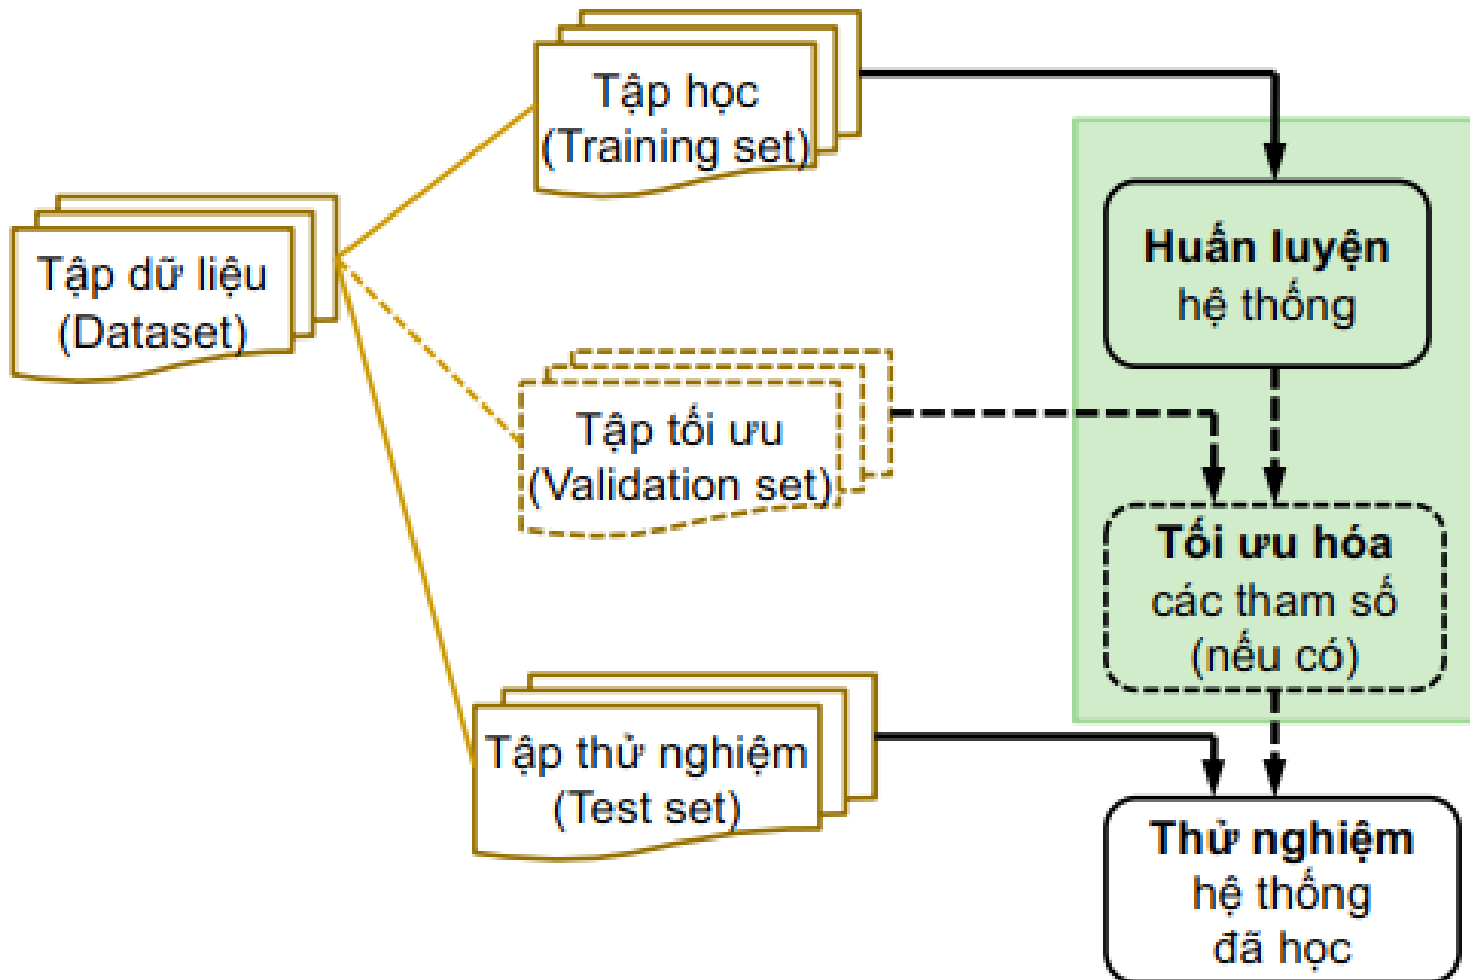 Tập học
(Training set)
Tập dữ liệu
(Dataset)
Huấn luyện
hệ thống
Tập tối ưu
(Validation set)
Tối ưu hóa
các tham số
(nếu có)
Tập thử nghiệm
(Test set)
Thử nghiệm
hệ thống
đã học